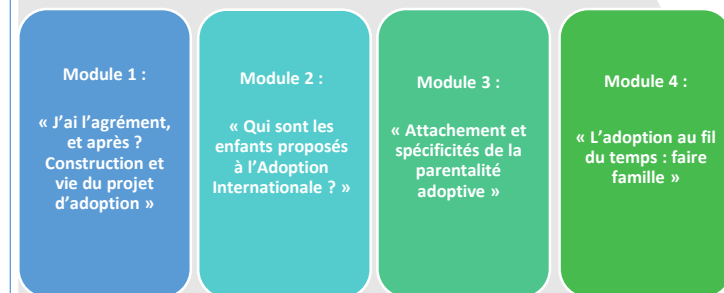 Module 1 :
« J’ai l’agrément,
et après ?
Construction et
vie du projet
d’adoption »
Module 2 :
« Qui sont les
enfants proposés
à l’Adoption
Internationale ? »
Module 3 :
« Attachement et
spécificités de la
parentalité
adoptive »
Module 4 :
« L’adoption au fil
du temps : faire
famille »